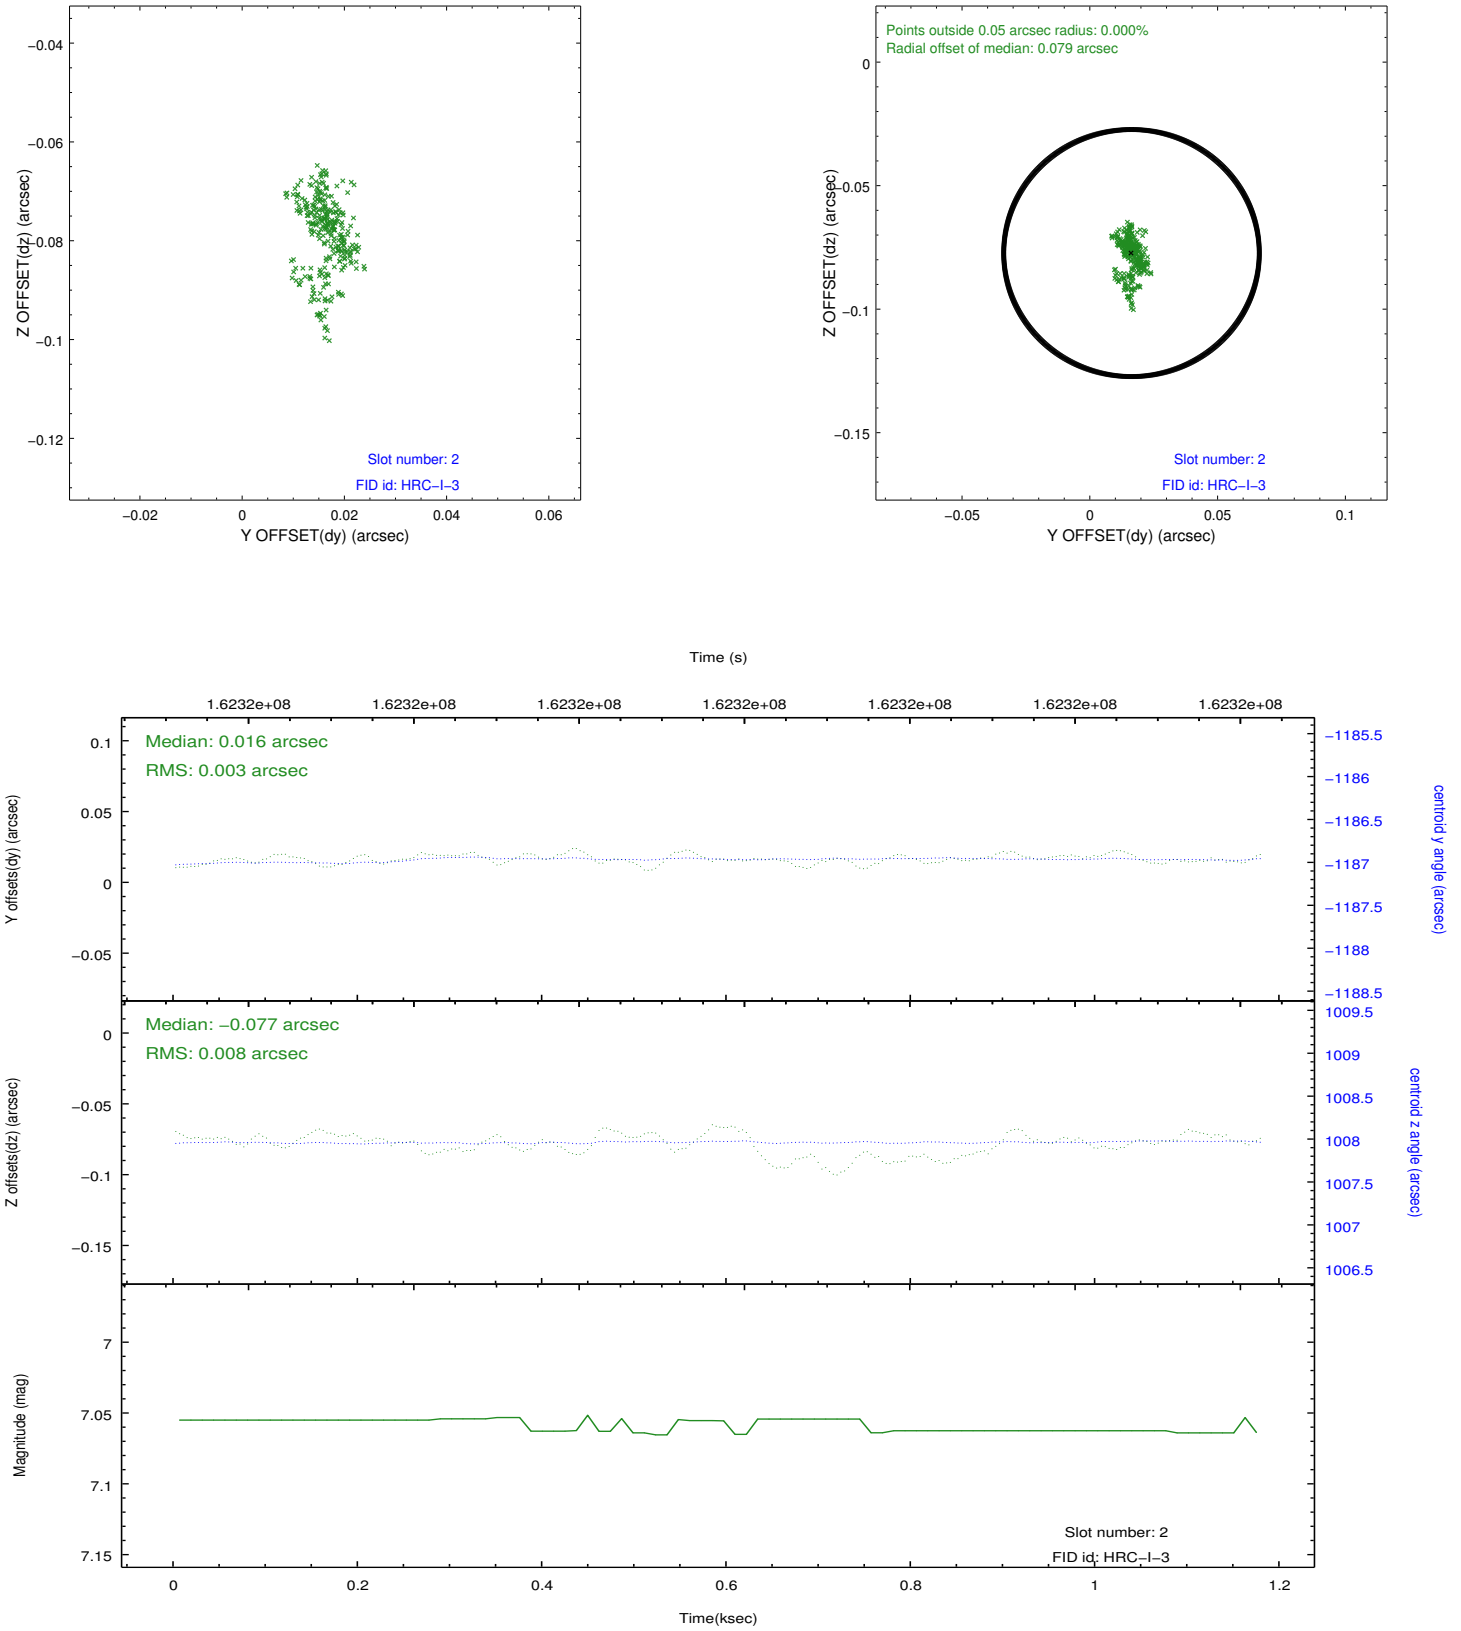 −0.04
−0.06
−0.08
−0.1
−0.12
Z OFFSET(dz) (arcsec)
Slot number: 2
FID id: HRC−I−3
−0.02 0 0.02 0.04 0.06
Y OFFSET(dy) (arcsec)
Points outside 0.05 arcsec radius: 0.000%
Radial offset of median: 0.079 arcsec
0
−0.05
−0.1
−0.15
Z OFFSET(dz) (arcsec)
Slot number: 2
FID id: HRC−I−3
−0.05 0 0.05 0.1
Y OFFSET(dy) (arcsec)
Time (s)
1.6232e+08 1.6232e+08 1.6232e+08 1.6232e+08 1.6232e+08 1.6232e+08 1.6232e+08
Median: 0.016 arcsec
RMS: 0.003 arcsec
0.1
0.05
0
−0.05
Y offsets(dy) (arcsec)
−1185.5
−1186
−1186.5
−1187
−1187.5
−1188
−1188.5
centroid y angle (arcsec)
Median: −0.077 arcsec
RMS: 0.008 arcsec
0
−0.05
−0.1
−0.15
Z offsets(dz) (arcsec)
1009.5
1009
1008.5
1008
1007.5
1007
1006.5
centroid z angle (arcsec)
7
7.05
7.1
7.15
Magnitude (mag)
Slot number: 2
FID id: HRC−I−3
0 0.2 0.4 0.6 0.8 1 1.2
Time(ksec)